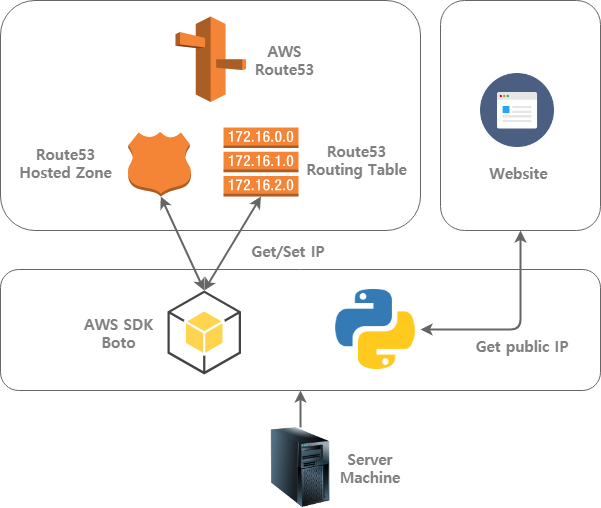 AWS
Route53
Route53
Hosted Zone
172.16.0.0
172.16.1.0
172.16.2.0
Route53
Routing Table
Website
Get/Set IP
AWS SDK
Boto
Get public IP
Server
Machine